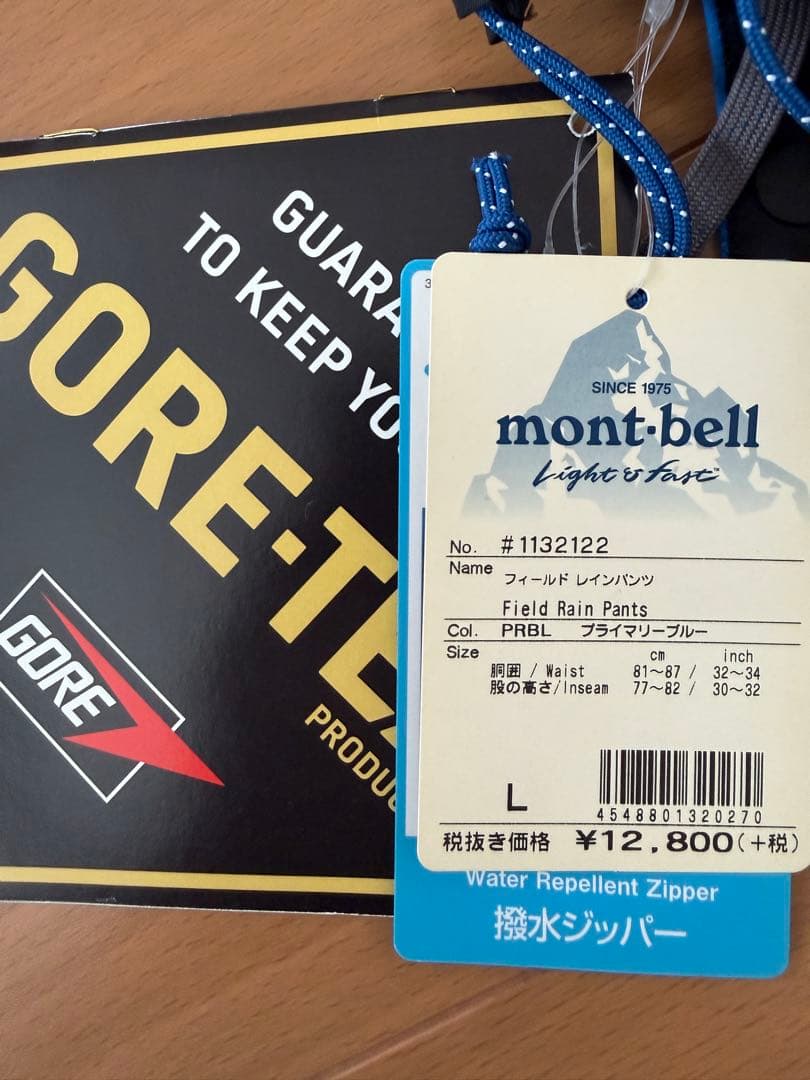 GUARA
TO KEEP YO
GORE-TEX
PRODUC
GORE
SINCE 1975
mont·bell
Light & Fast™
No. #1132122
Name フィールド レインパンツ
Field Rain Pants
Col. PRBL プライマリーブルー
Size cm inch
胴囲 / Waist 81~87 / 32~34
股の高さ/Inseam 77~82 / 30~32
L
4548801320270
税抜き価格 ¥12,800(+税)
Water Repellent Zipper
撥水ジッパー